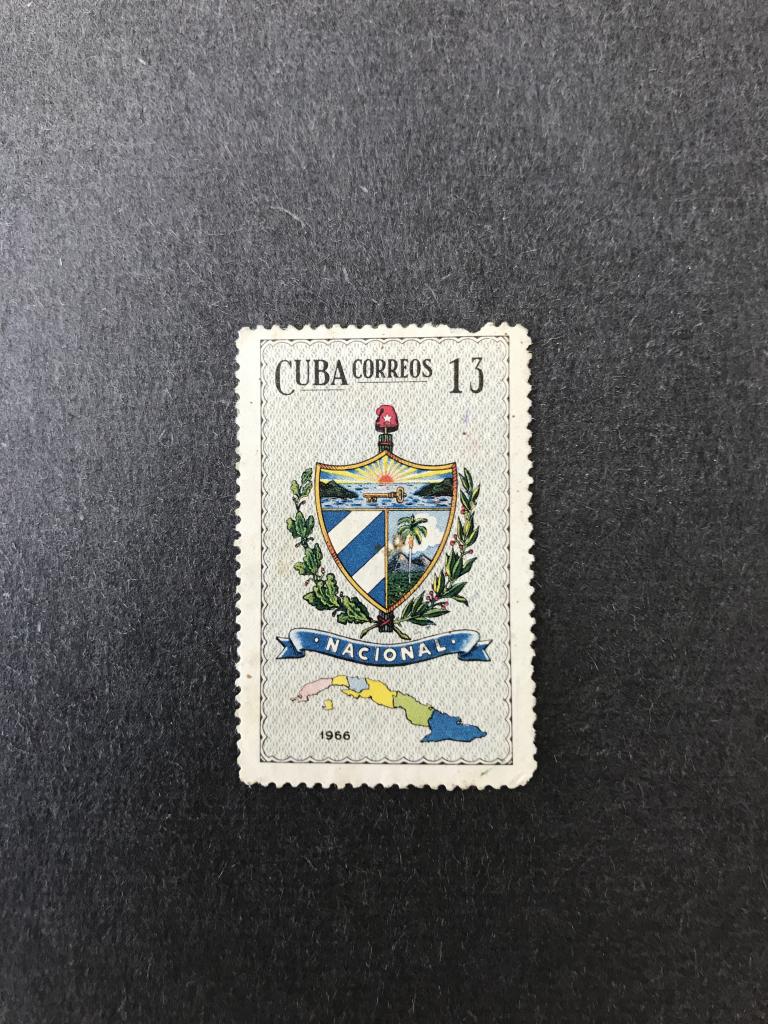 CUBA CORREOS 13
· NACIONAL ·
1966